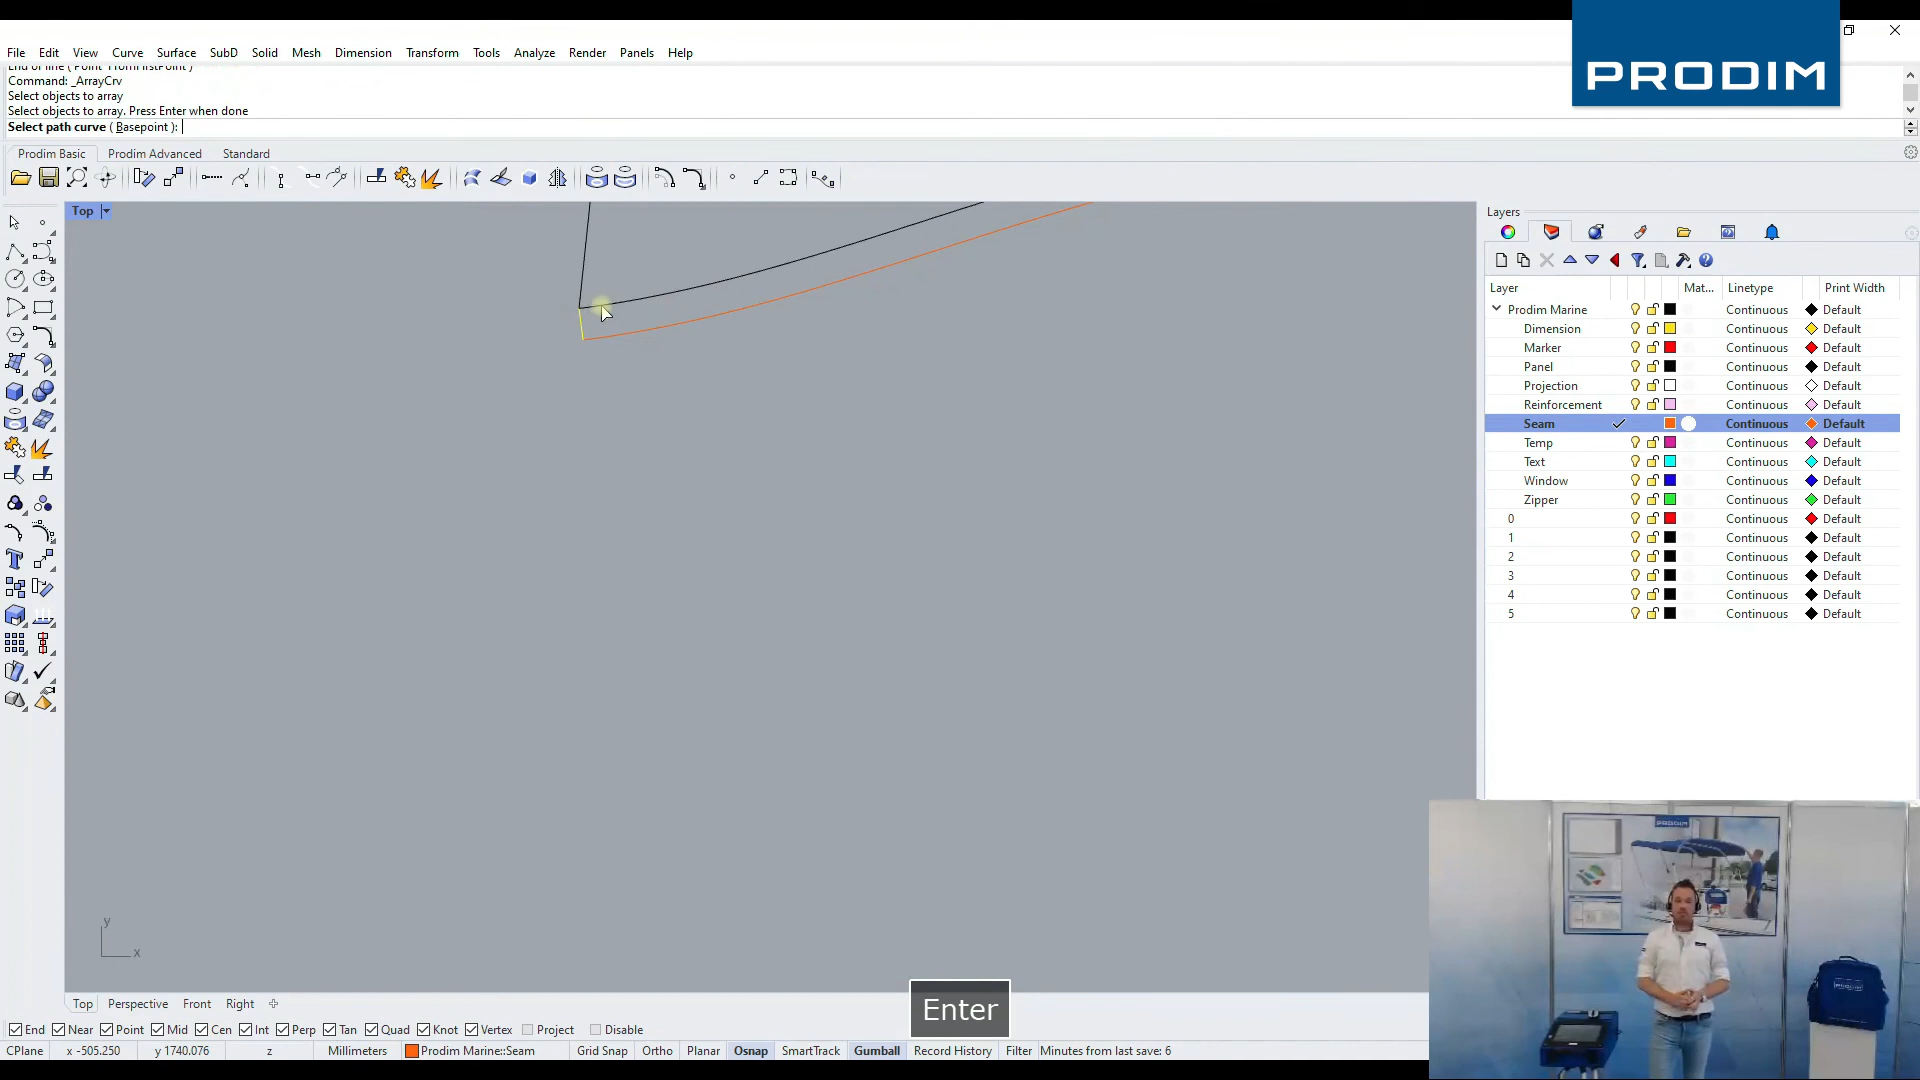 PRODIM
File Edit View Curve Surface SubD Solid Mesh Dimension Transform Tools Analyze Render Panels Help
End of line ( Point FromFirstPoint )
Command: _ArrayCrv
Select objects to array
Select objects to array. Press Enter when done
Select path curve ( Basepoint ):
Prodim Basic Prodim Advanced Standard
Top
Layers
Layer Mat... Linetype Print Width
Prodim Marine Continuous Default
Dimension Continuous Default
Marker Continuous Default
Panel Continuous Default
Projection Continuous Default
Reinforcement Continuous Default
Seam Continuous Default
Temp Continuous Default
Text Continuous Default
Window Continuous Default
Zipper Continuous Default
0 Continuous Default
1 Continuous Default
2 Continuous Default
3 Continuous Default
4 Continuous Default
5 Continuous Default
PRODIM
y
x
Enter
Top Perspective Front Right
End Near Point Mid Cen Int Perp Tan Quad Knot Vertex Project Disable
CPlane x -505.250 y 1740.076 z Millimeters Prodim Marine::Seam Grid Snap Ortho Planar Osnap SmartTrack Gumball Record History Filter Minutes from last save: 6